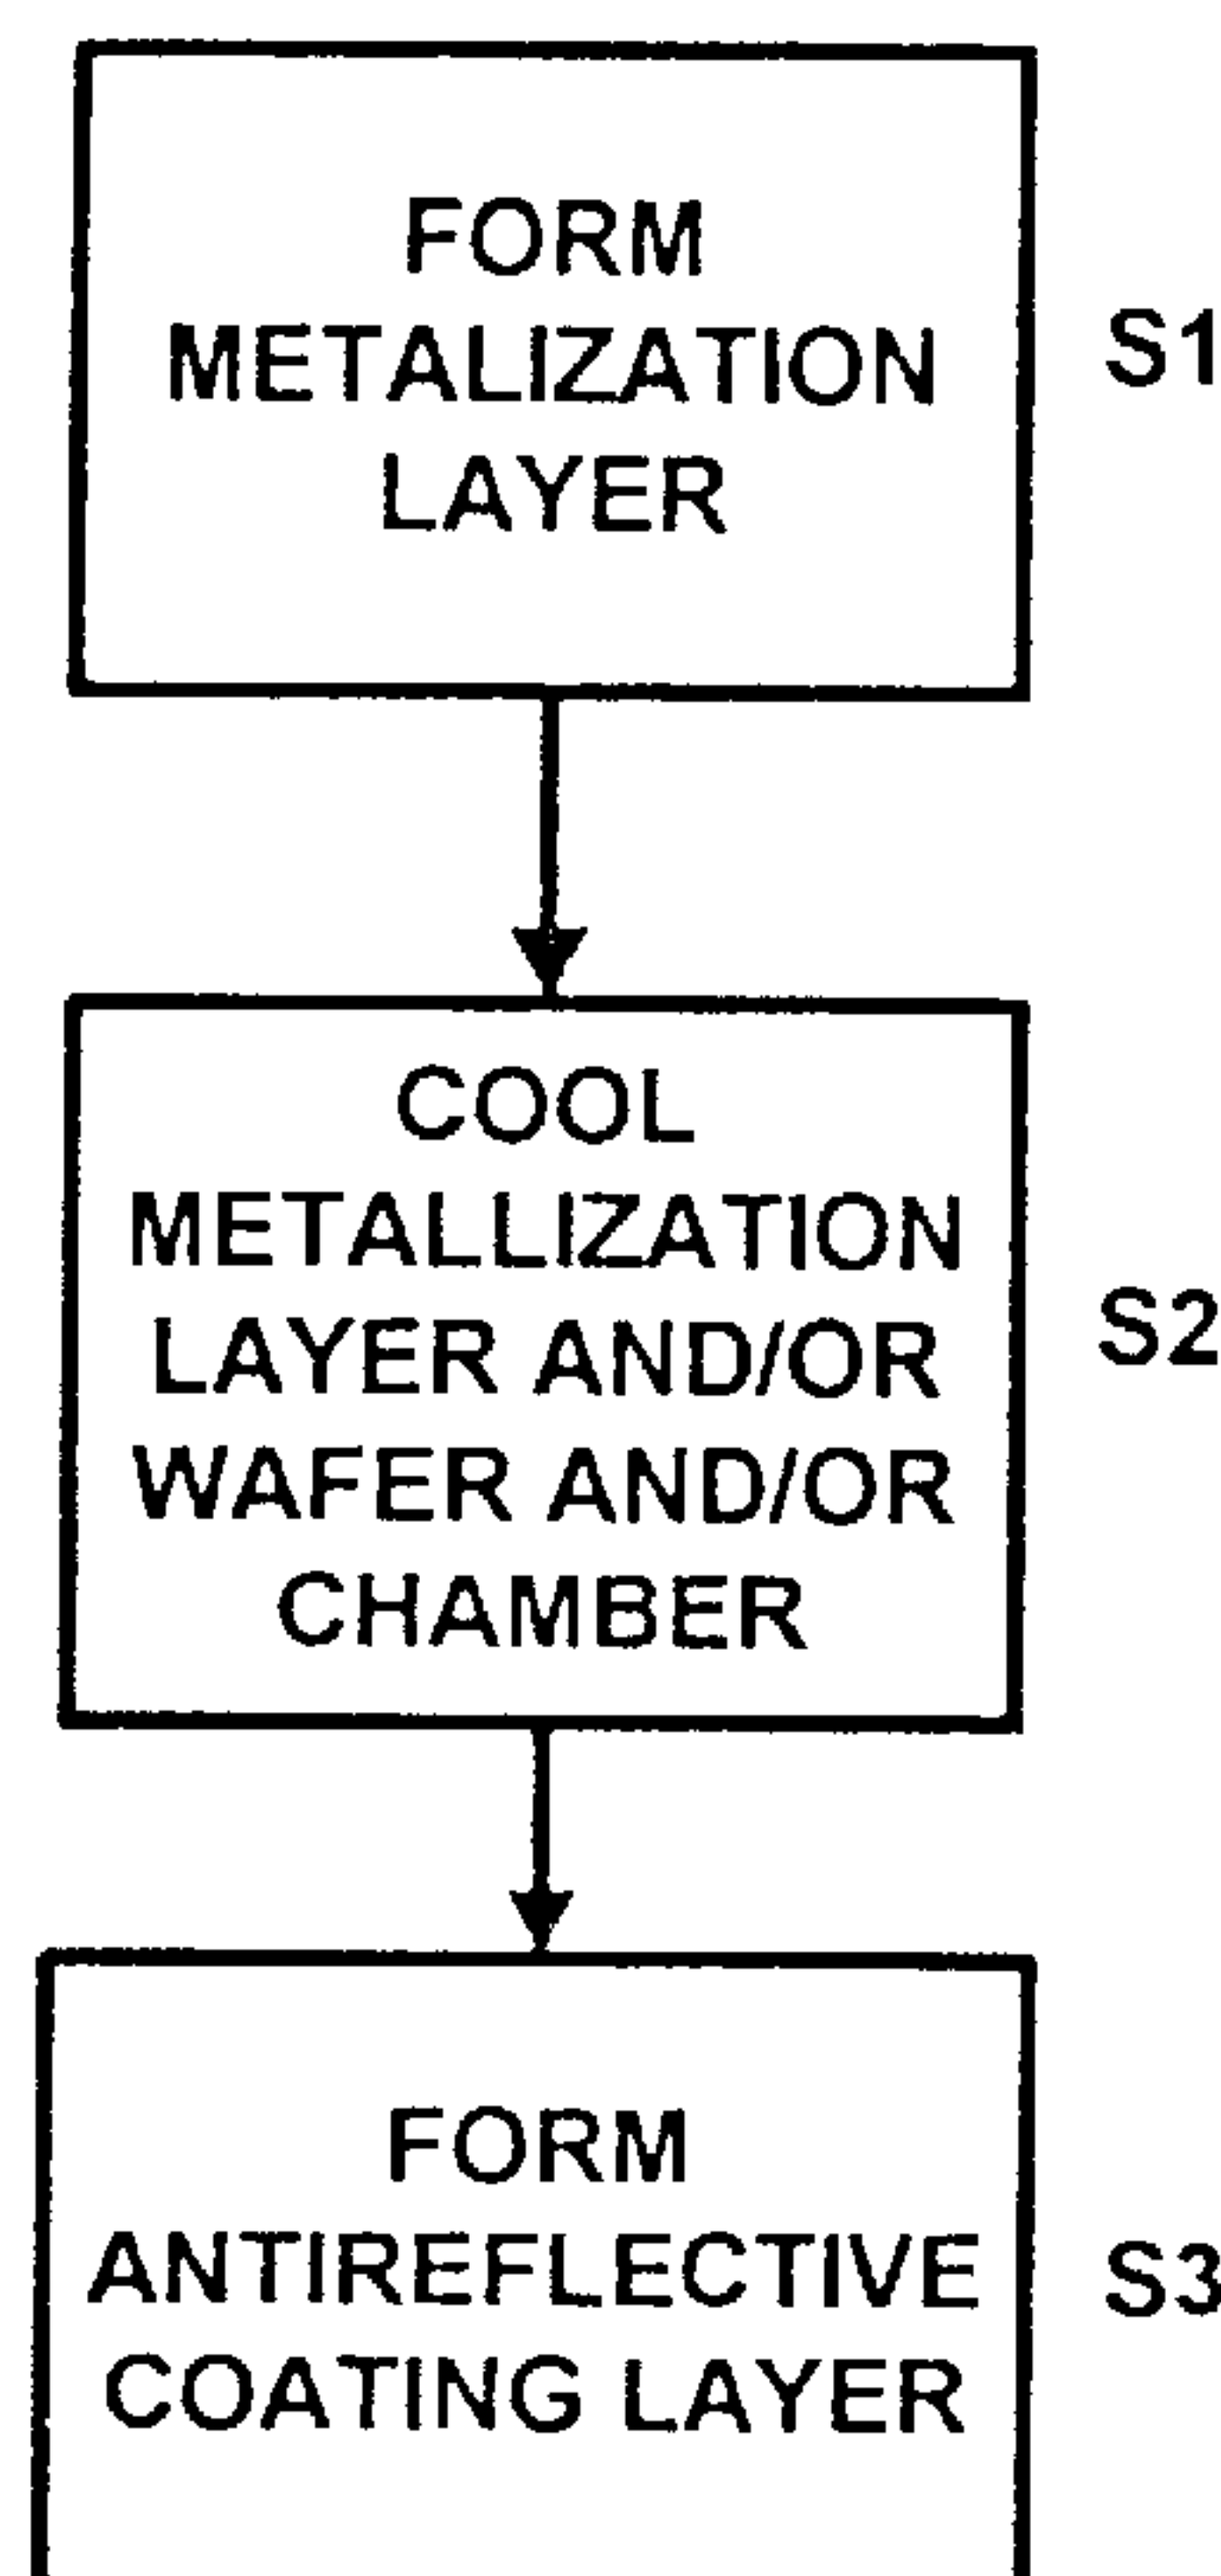 FORM
METALIZATION
LAYER
S1
COOL
METALLIZATION
LAYER AND/OR
WAFER AND/OR
CHAMBER
S2
FORM
ANTIREFLECTIVE
COATING LAYER
S3